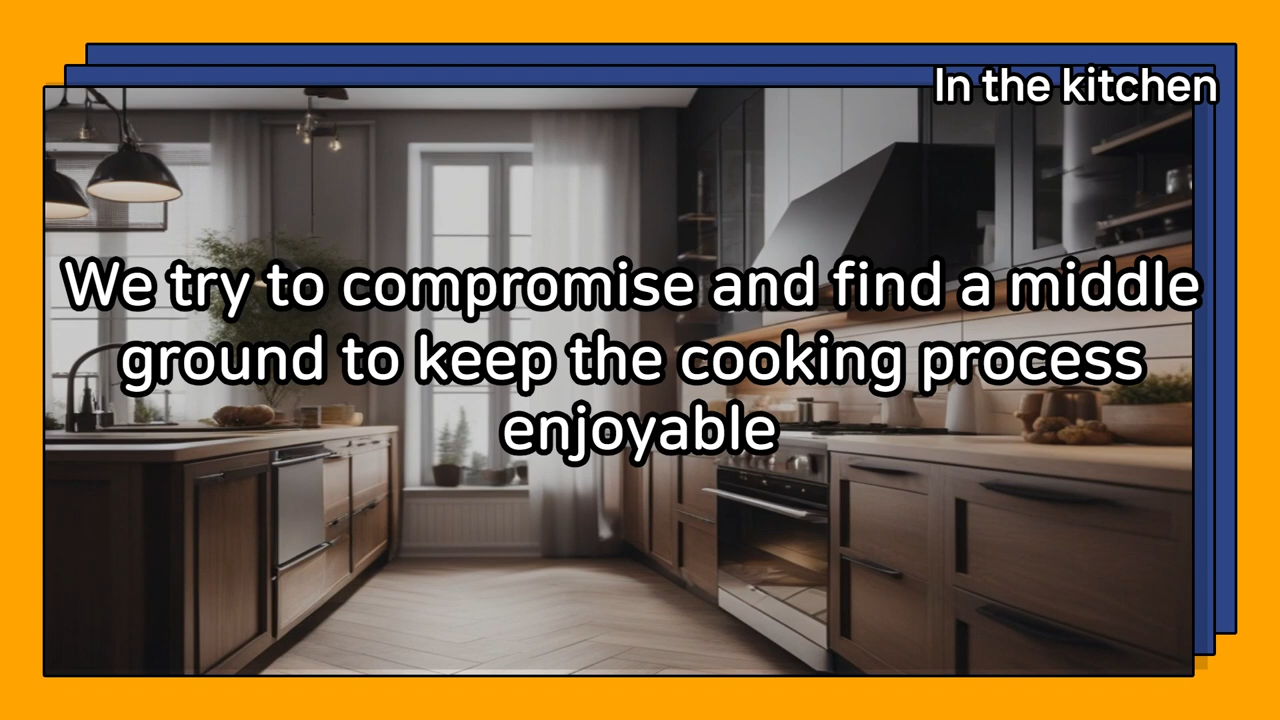 In the kitchen
We try to compromise and find a middle
ground to keep the cooking process
enjoyable